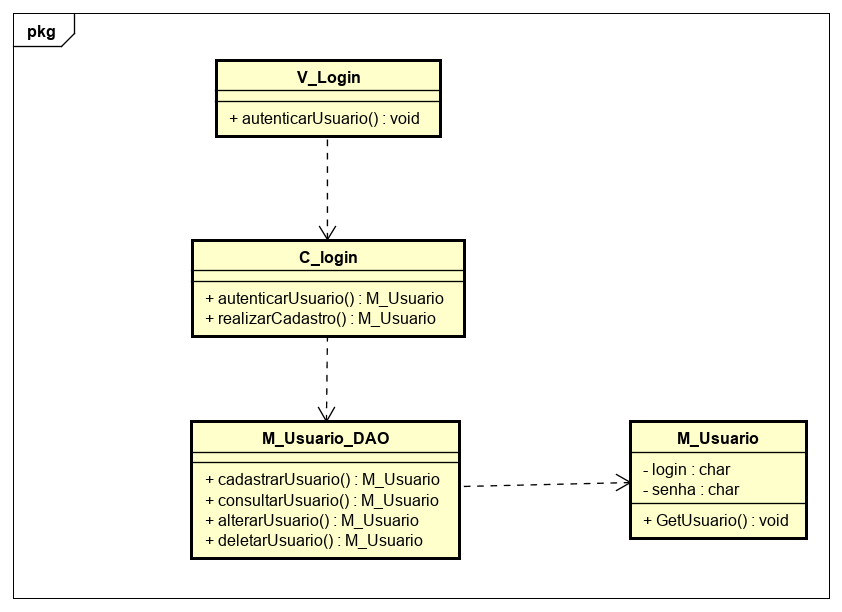 pkg
V_Login
+ autenticarUsuario() : void
C_login
+ autenticarUsuario() : M_Usuario
+ realizarCadastro() : M_Usuario
M_Usuario_DAO
+ cadastrarUsuario() : M_Usuario
+ consultarUsuario() : M_Usuario
+ alterarUsuario() : M_Usuario
+ deletarUsuario() : M_Usuario
M_Usuario
- login : char
- senha : char
+ GetUsuario() : void